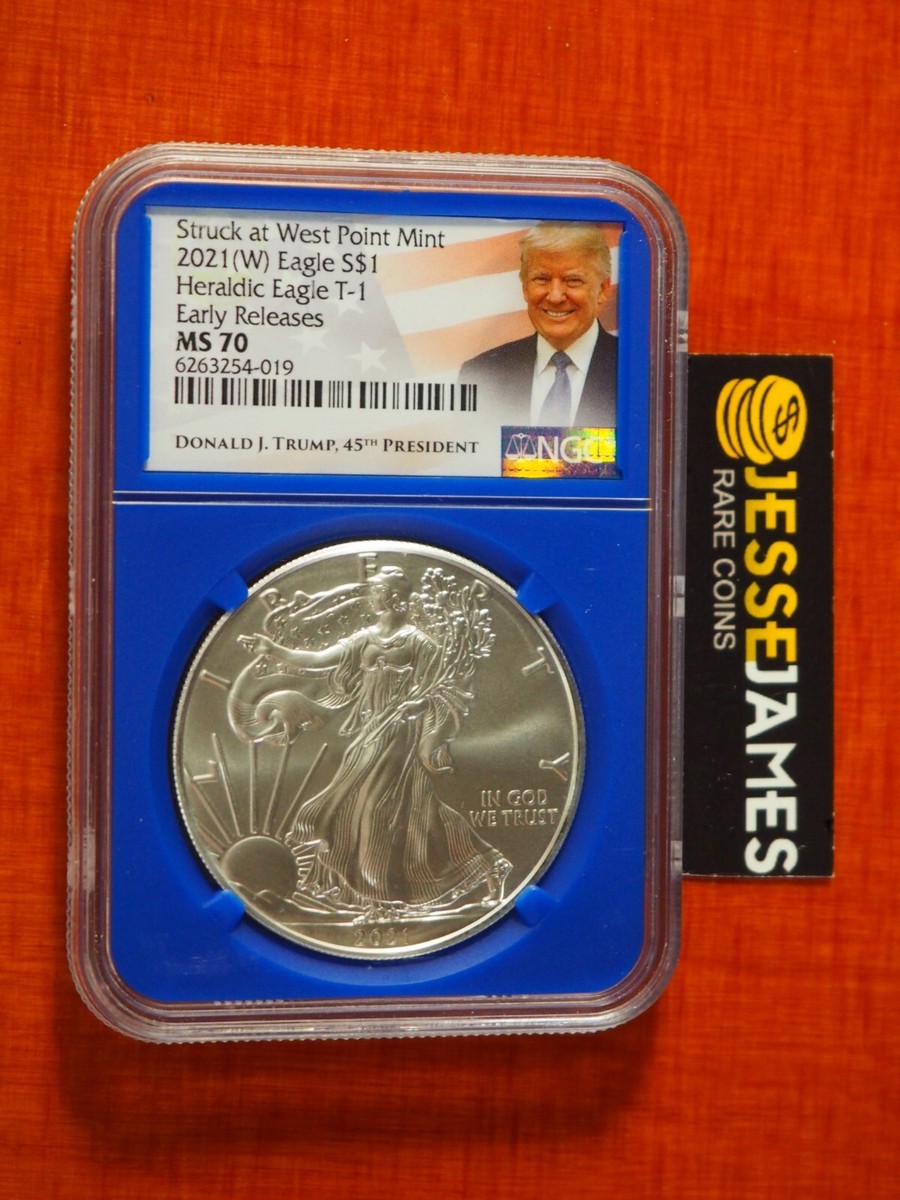 Struck at West Point Mint
2021(W) Eagle S$1
Heraldic Eagle T-1
Early Releases
MS 70
6263254-019
DONALD J. TRUMP, 45TH PRESIDENT
NGC
LIBERTY
IN GOD
WE TRUST
2021
$
JESSEJAMES
RARE COINS